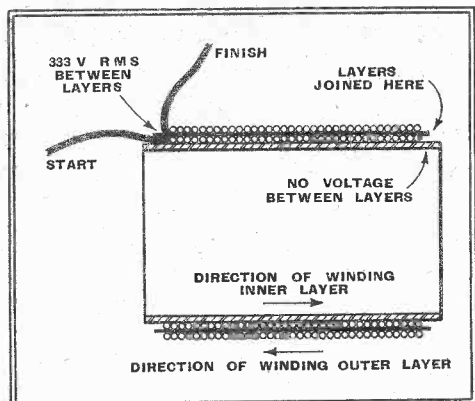 333 V RMS
BETWEEN
LAYERS
FINISH
LAYERS
JOINED HERE
START
NO VOLTAGE
BETWEEN LAYERS
DIRECTION OF WINDING
INNER LAYER
DIRECTION OF WINDING OUTER LAYER